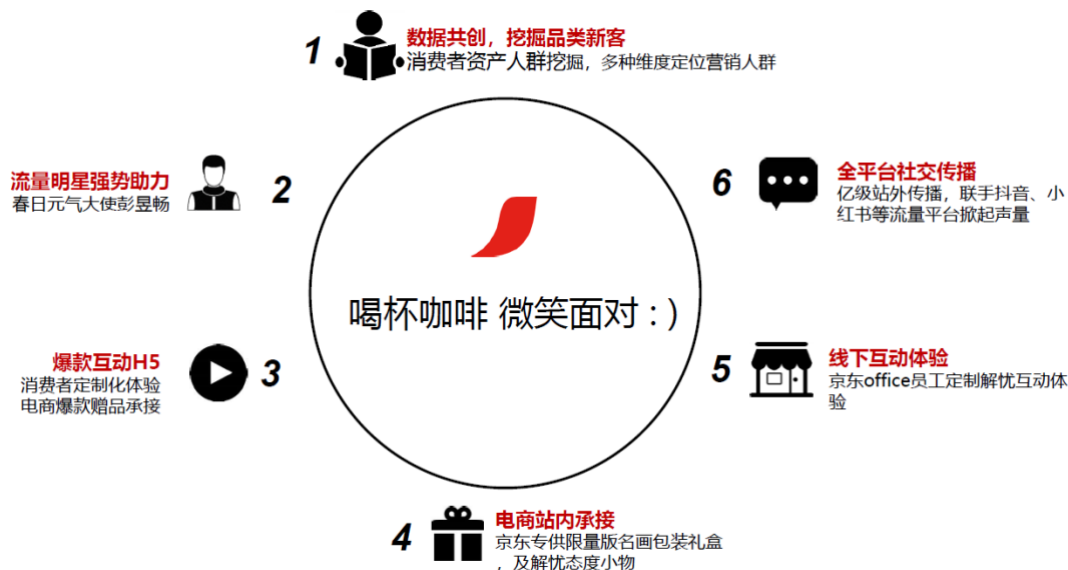 1
数据共创，挖掘品类新客
消费者资产人群挖掘，多种维度定位营销人群
流量明星强势助力
春日元气大使彭昱畅
2
爆款互动H5
消费者定制化体验
电商爆款赠品承接
3
喝杯咖啡 微笑面对 : )
4
电商站内承接
京东专供限量版名画包装礼盒
，及解忧态度小物
5
线下互动体验
京东office员工定制解忧互动体
验
6
全平台社交传播
亿级站外传播，联手抖音、小
红书等流量平台掀起声量